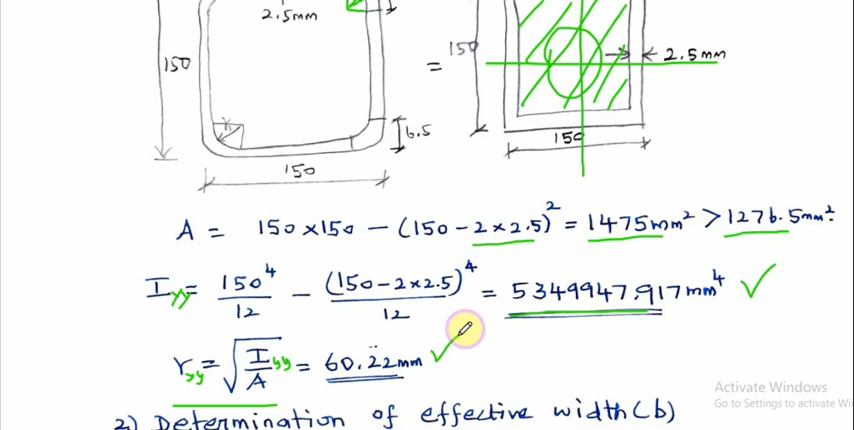 2.5mm
150
=
150
2.5mm
6.5
150
150
A = 150×150 − (150 − 2×2.5)² = 1475mm² > 1276.5mm²
Iyy = 150⁴/12 − (150−2×2.5)⁴/12 = 5349947.917mm⁴
ryy = √(Iyy/A) = 60.22mm
2) Determination of effective width(b)
Activate Windows
Go to Settings to activate Wi